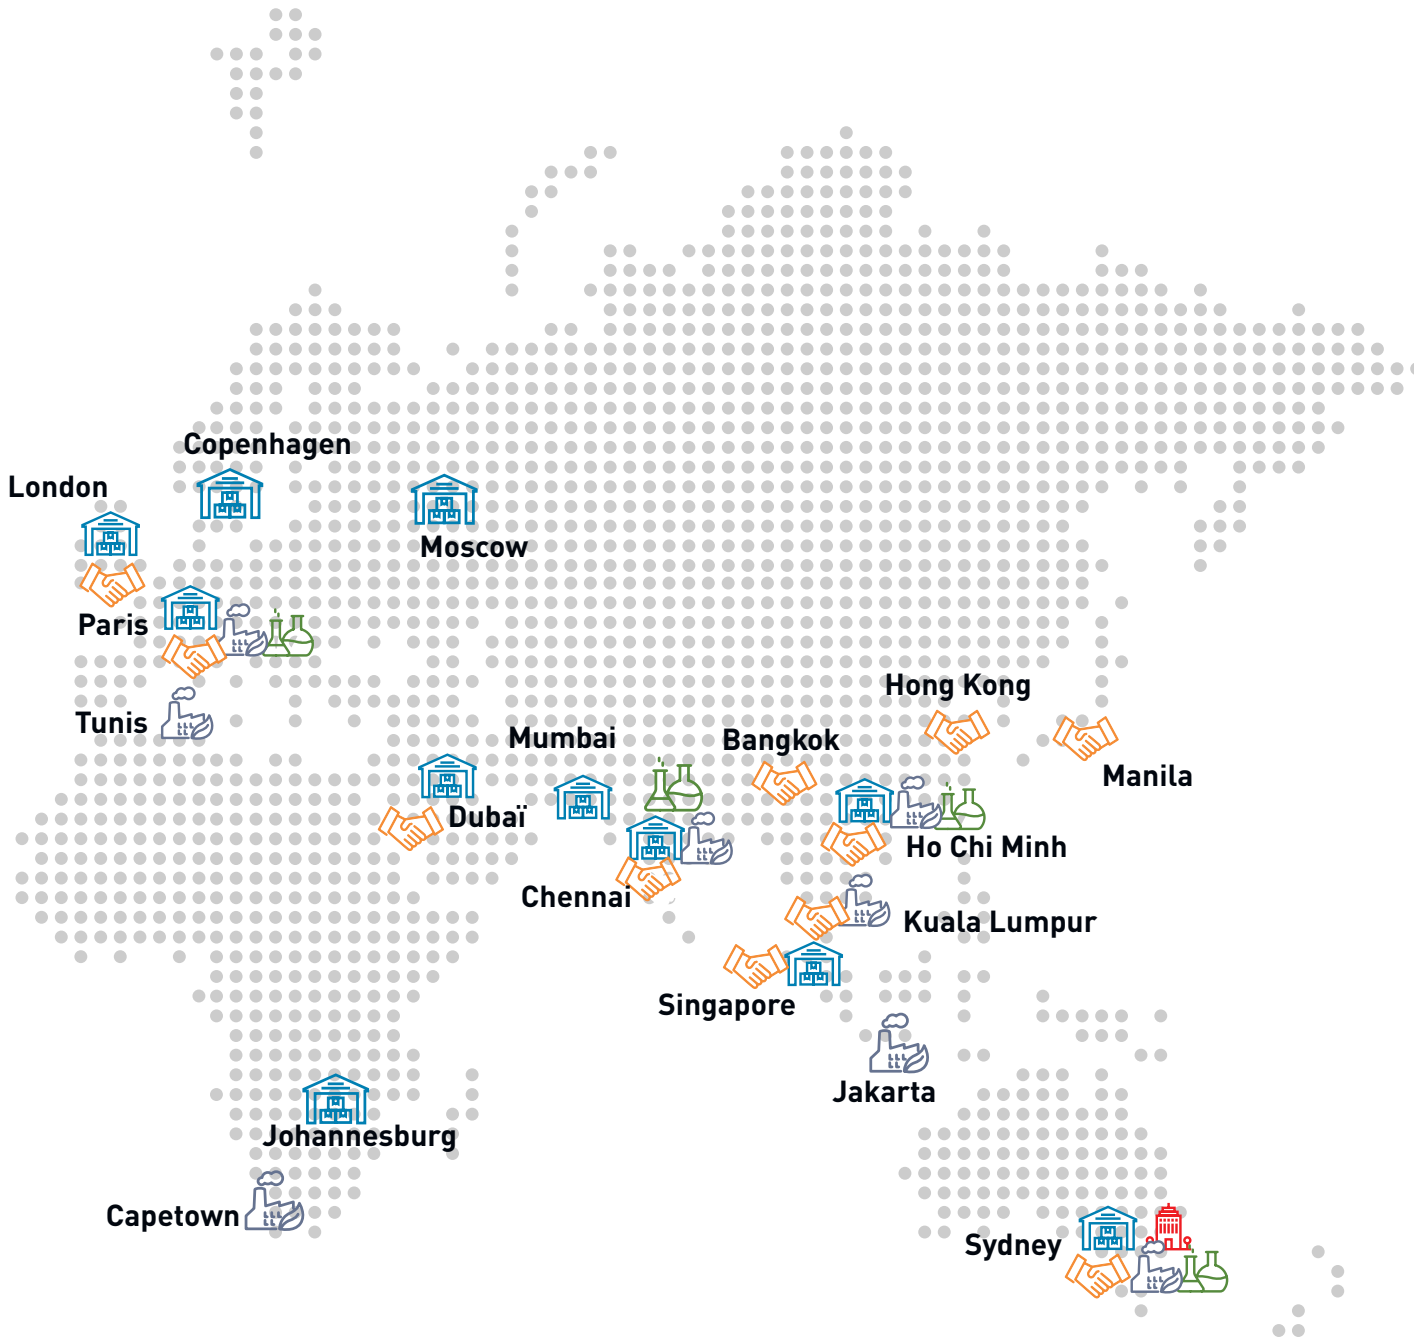 Copenhagen
London
Moscow
Paris
Hong Kong
Tunis
Mumbai
Bangkok
Manila
Dubaï
Ho Chi Minh
Chennai
Kuala Lumpur
Singapore
Jakarta
Johannesburg
Capetown
Sydney